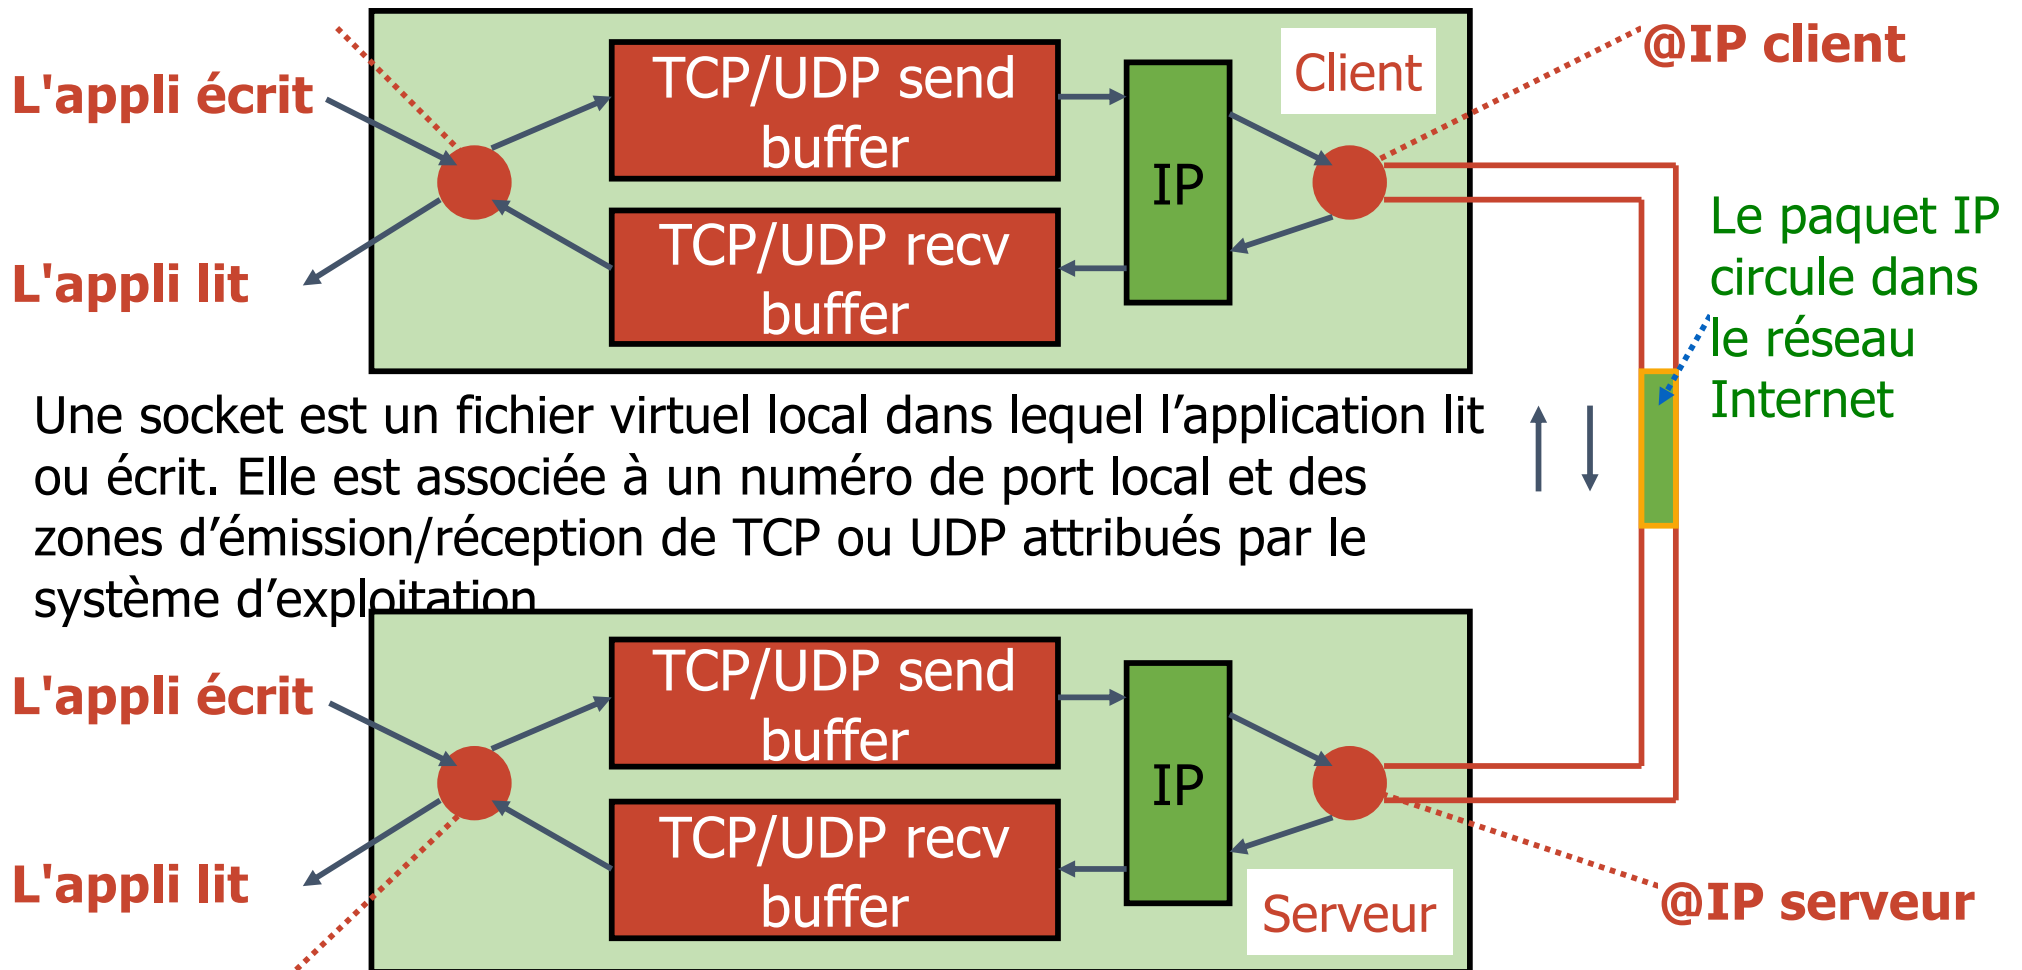 L'appli écrit
TCP/UDP send
buffer
IP
Client
@IP client
L'appli lit
TCP/UDP recv
buffer
Le paquet IP
circule dans
le réseau
Internet
Une socket est un fichier virtuel local dans lequel l’application lit
ou écrit. Elle est associée à un numéro de port local et des
zones d’émission/réception de TCP ou UDP attribués par le
système d’exploitation
L'appli écrit
TCP/UDP send
buffer
IP
L'appli lit
TCP/UDP recv
buffer
Serveur
@IP serveur